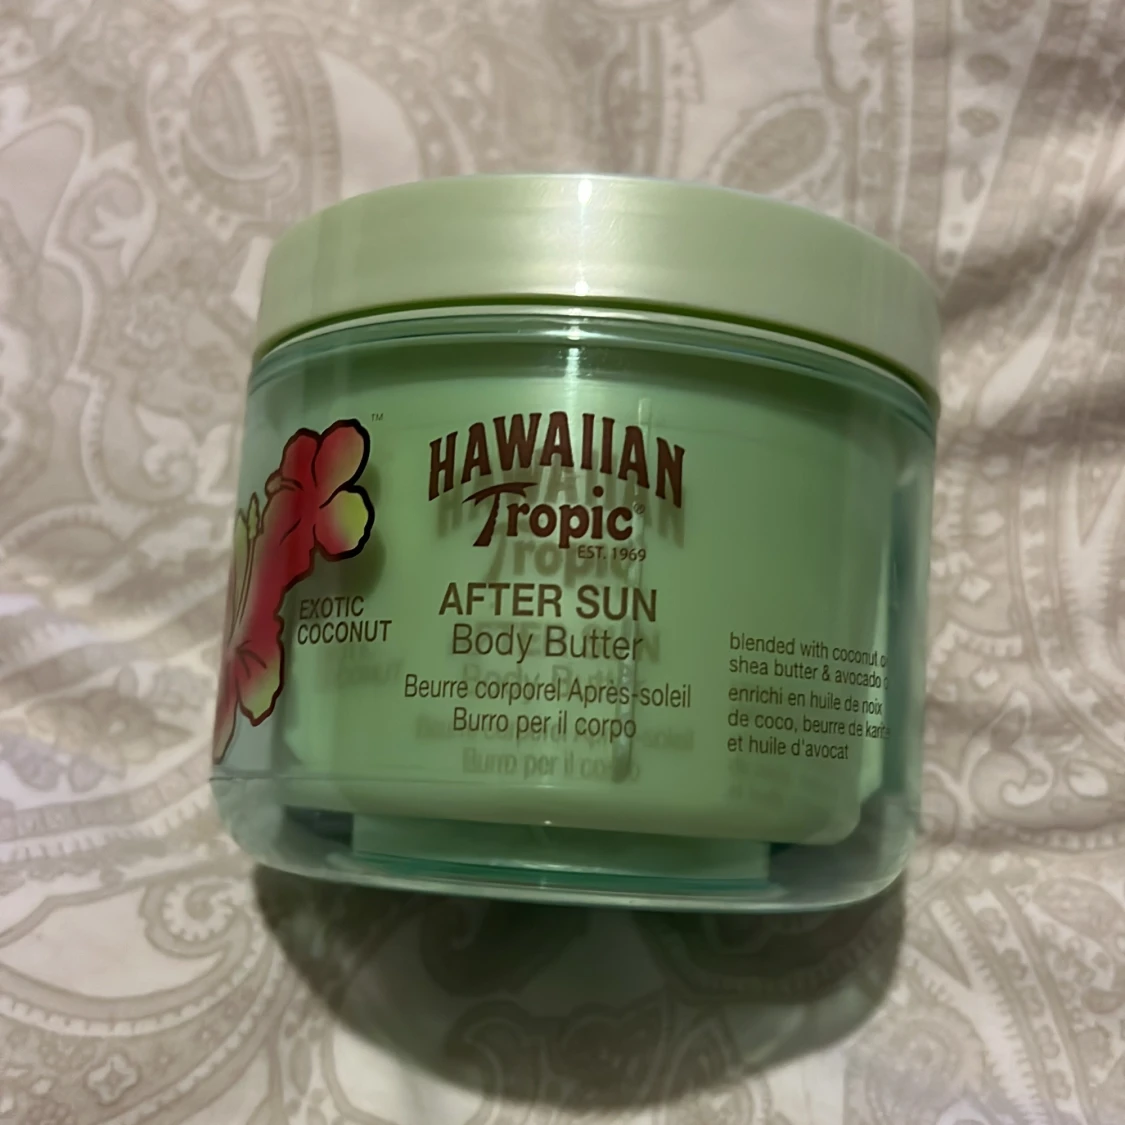 ™
HAWAIIAN
Tropic®
EST. 1969
AFTER SUN
Body Butter
Beurre corporel Après-soleil
Burro per il corpo
EXOTIC
COCONUT
blended with coconut
shea butter & avocado
enrichi en huile de noix
de coco, beurre de
et huile d'avocat